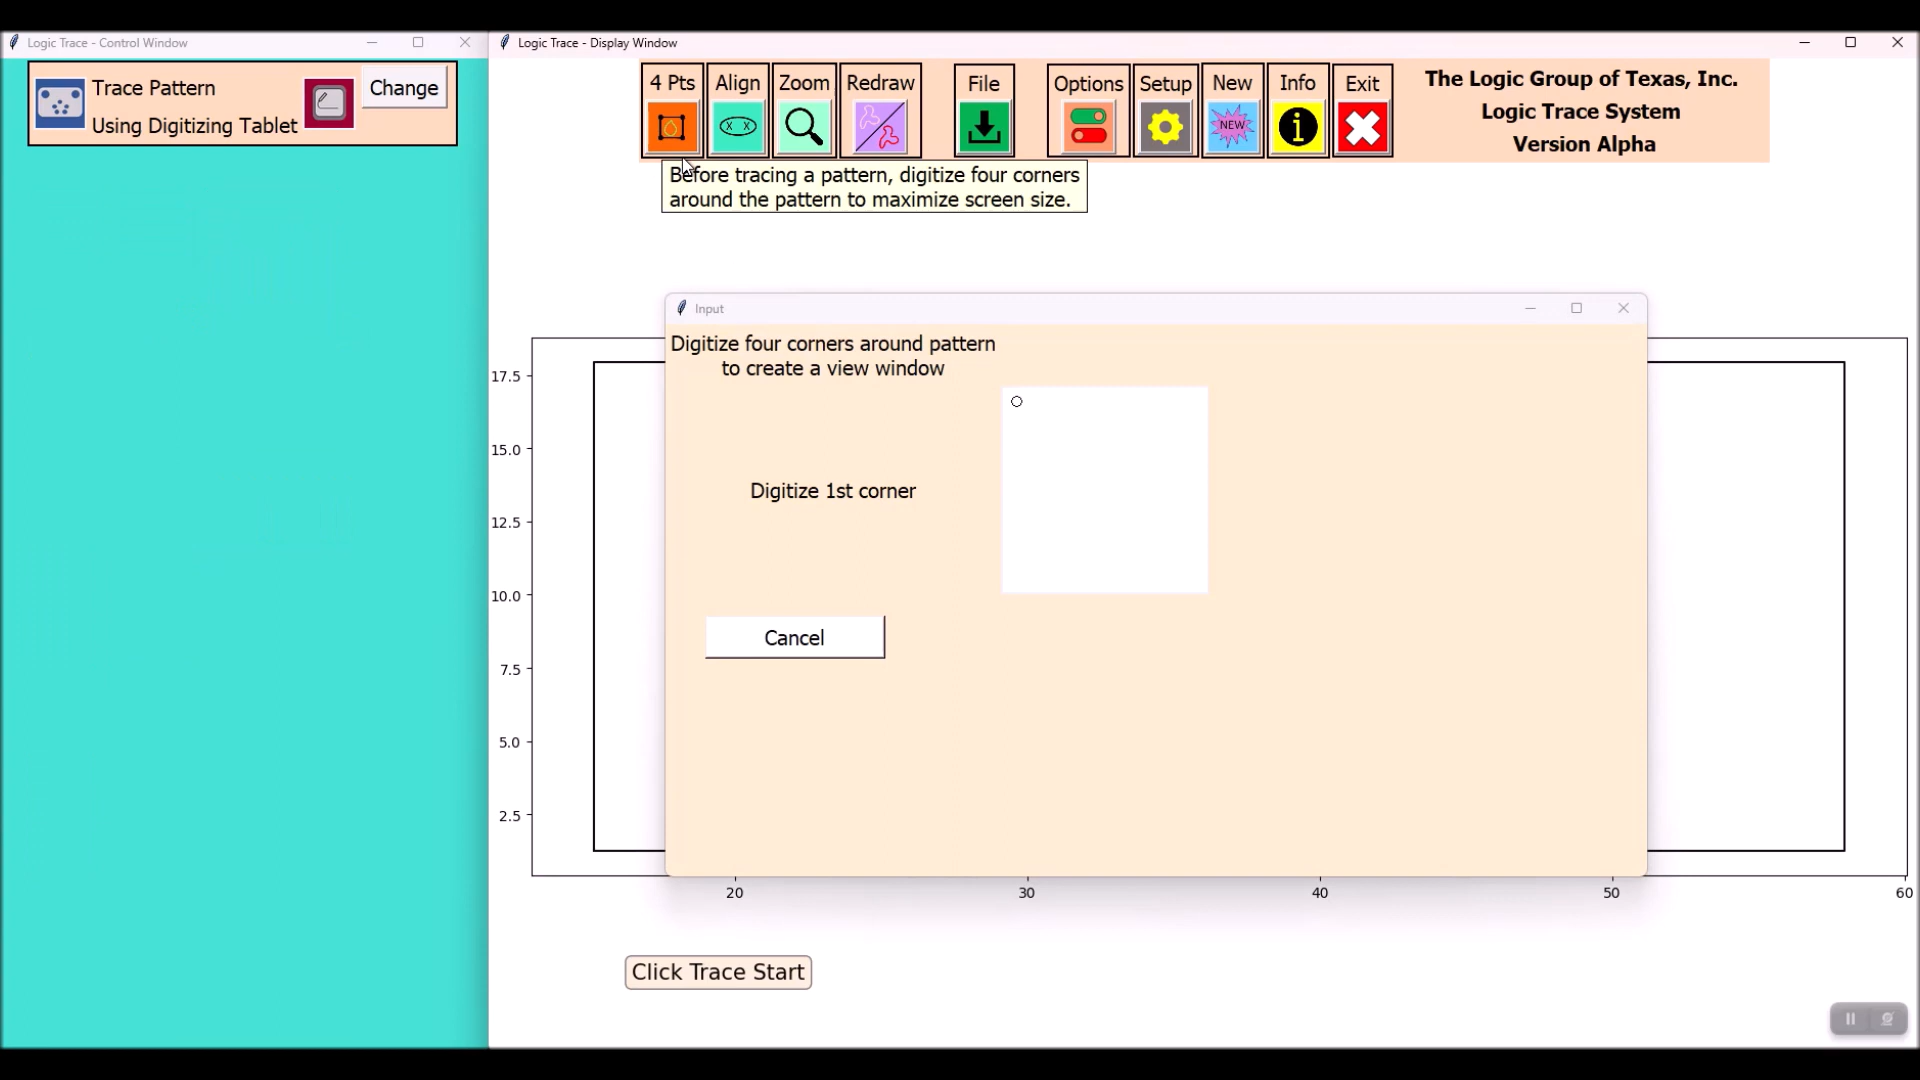 Logic Trace - Control Window
Logic Trace - Display Window
Trace Pattern
Using Digitizing Tablet
Change
4 Pts
Align
Zoom
Redraw
File
Options
Setup
New
Info
Exit
X X
NEW
i
The Logic Group of Texas, Inc.
Logic Trace System
Version Alpha
Before tracing a pattern, digitize four corners
around the pattern to maximize screen size.
Input
Digitize four corners around pattern
to create a view window
Digitize 1st corner
Cancel
17.5
15.0
12.5
10.0
7.5
5.0
2.5
20
30
40
50
60
Click Trace Start